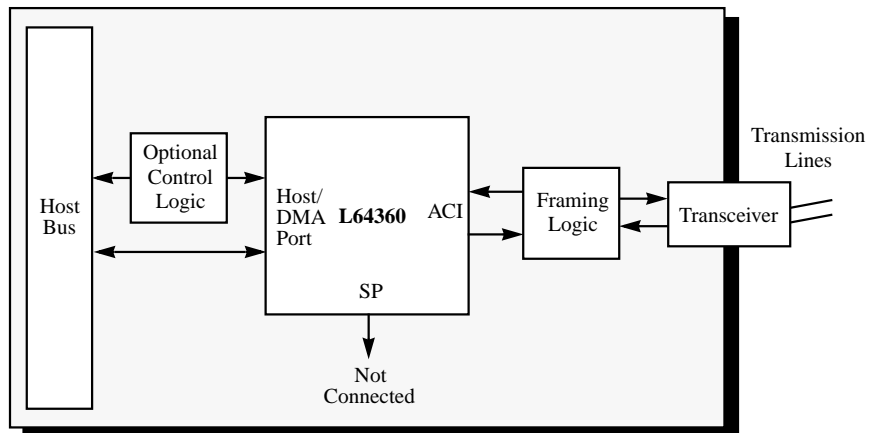 Host
Bus
Optional
Control
Logic
Host/
DMA
Port
L64360
ACI
SP
Not
Connected
Framing
Logic
Transceiver
Transmission
Lines